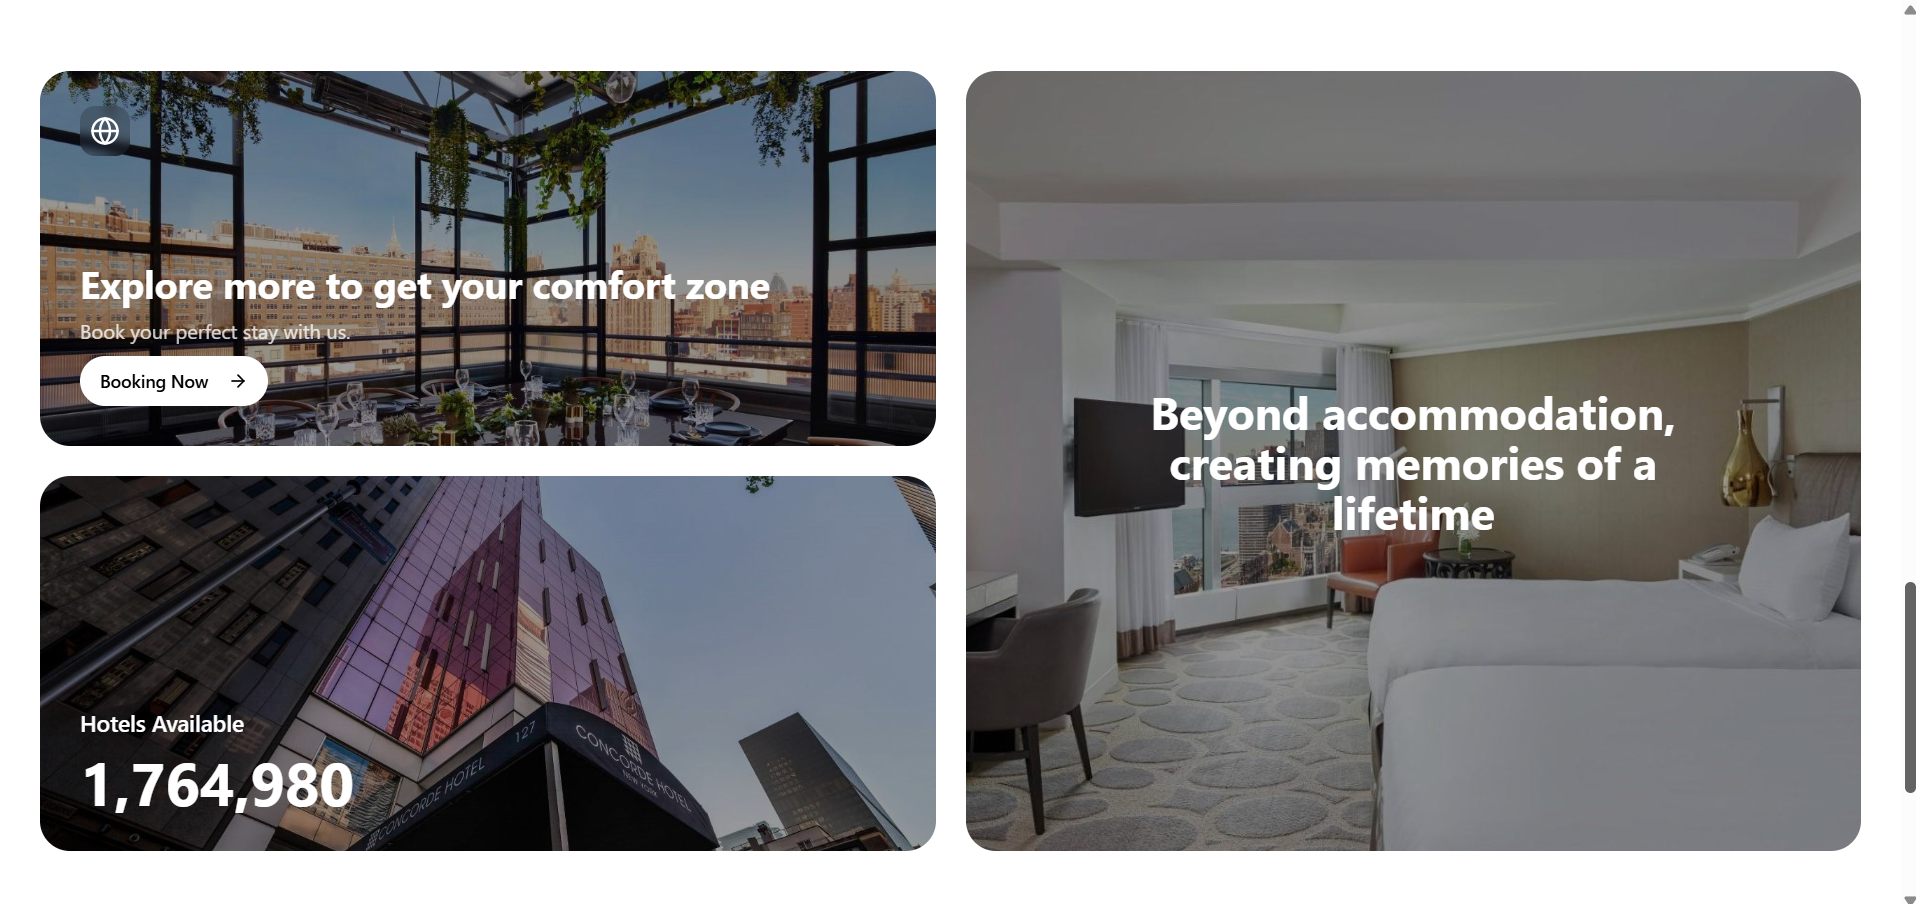 Explore more to get your comfort zone
Book your perfect stay with us.
Booking Now
Hotels Available
1,764,980
127
CONCORDE HOTEL
CONCORDE HOTEL
NEW YORK
Beyond accommodation,
creating memories of a
lifetime